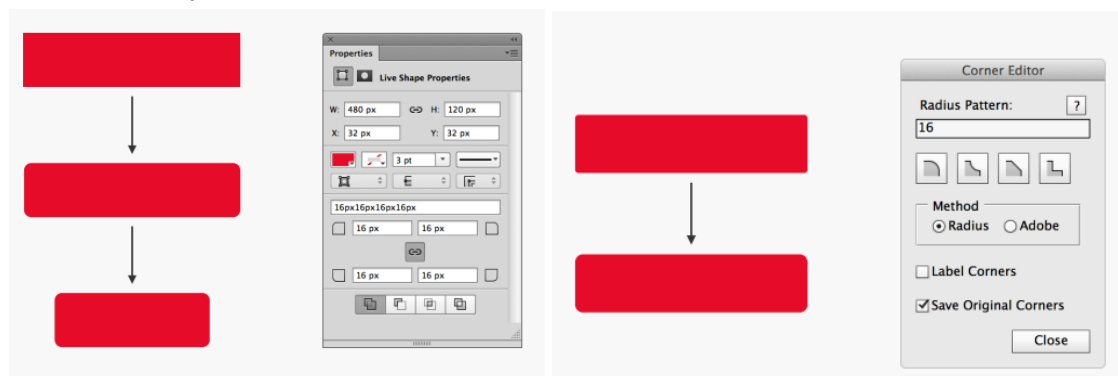 Properties
Live Shape Properties
W: 480 px H: 120 px
X: 32 px Y: 32 px
3 pt
16px16px16px16px
16 px 16 px
16 px 16 px
Corner Editor
Radius Pattern: ?
16
Method
Radius Adobe
Label Corners
Save Original Corners
Close